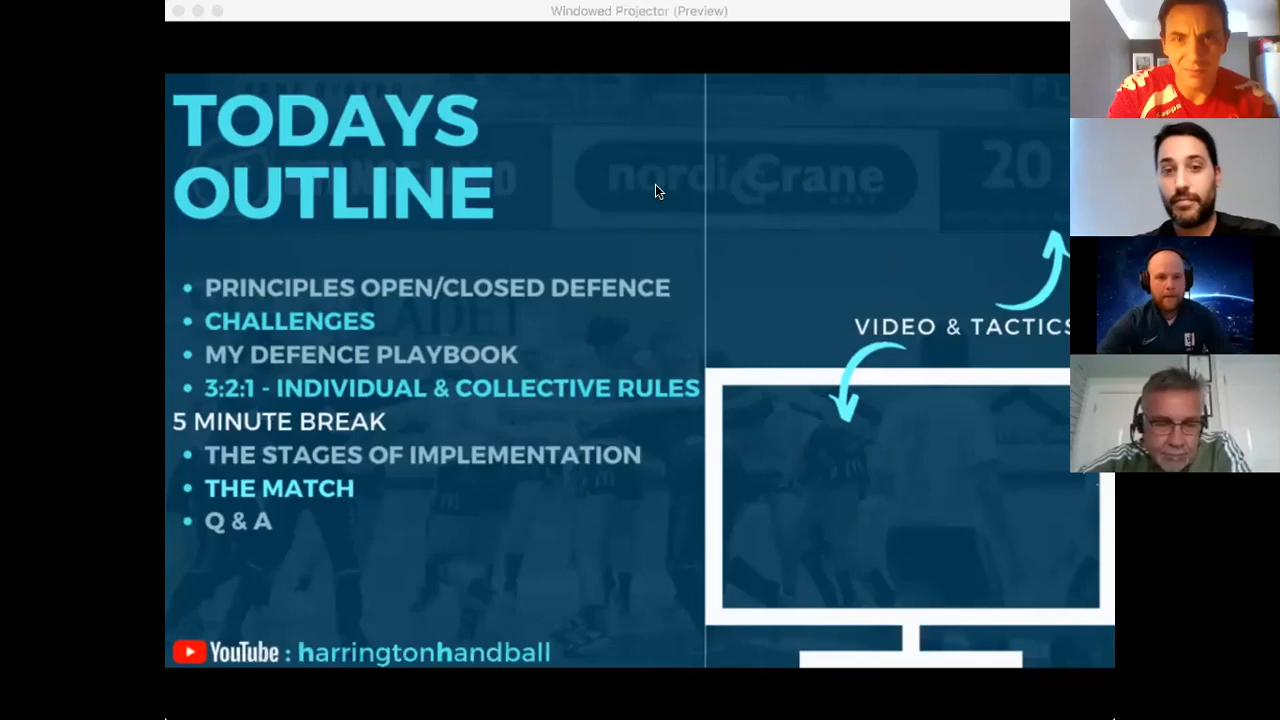 Windowed Projector (Preview)
TODAYS
OUTLINE
nordicCrane
• PRINCIPLES OPEN/CLOSED DEFENCE
• CHALLENGES
• MY DEFENCE PLAYBOOK
• 3:2:1 - INDIVIDUAL & COLLECTIVE RULES
5 MINUTE BREAK
• THE STAGES OF IMPLEMENTATION
• THE MATCH
• Q & A
VIDEO & TACTICS
YouTube : harringtonhandball
Kappa